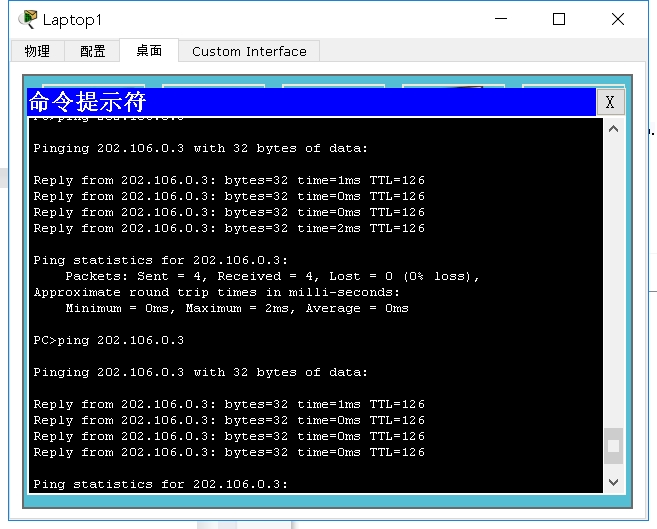 Laptop1
物理 配置 桌面 Custom Interface
命令提示符 X
PC>ping 202.106.0.3
Pinging 202.106.0.3 with 32 bytes of data:
Reply from 202.106.0.3: bytes=32 time=1ms TTL=126
Reply from 202.106.0.3: bytes=32 time=0ms TTL=126
Reply from 202.106.0.3: bytes=32 time=0ms TTL=126
Reply from 202.106.0.3: bytes=32 time=2ms TTL=126
Ping statistics for 202.106.0.3:
Packets: Sent = 4, Received = 4, Lost = 0 (0% loss),
Approximate round trip times in milli-seconds:
Minimum = 0ms, Maximum = 2ms, Average = 0ms
PC>ping 202.106.0.3
Pinging 202.106.0.3 with 32 bytes of data:
Reply from 202.106.0.3: bytes=32 time=1ms TTL=126
Reply from 202.106.0.3: bytes=32 time=0ms TTL=126
Reply from 202.106.0.3: bytes=32 time=0ms TTL=126
Reply from 202.106.0.3: bytes=32 time=0ms TTL=126
Ping statistics for 202.106.0.3: